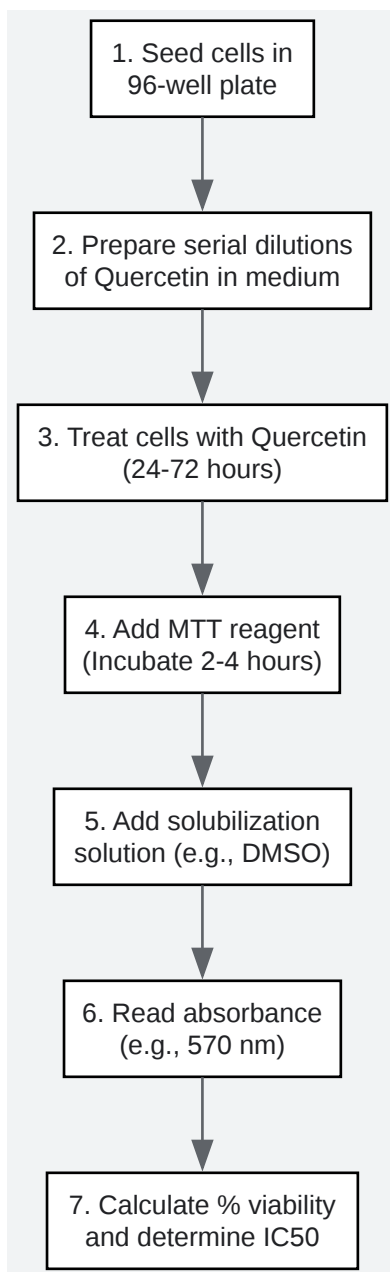 1. Seed cells in
96-well plate
2. Prepare serial dilutions
of Quercetin in medium
3. Treat cells with Quercetin
(24-72 hours)
4. Add MTT reagent
(Incubate 2-4 hours)
5. Add solubilization
solution (e.g., DMSO)
6. Read absorbance
(e.g., 570 nm)
7. Calculate % viability
and determine IC50